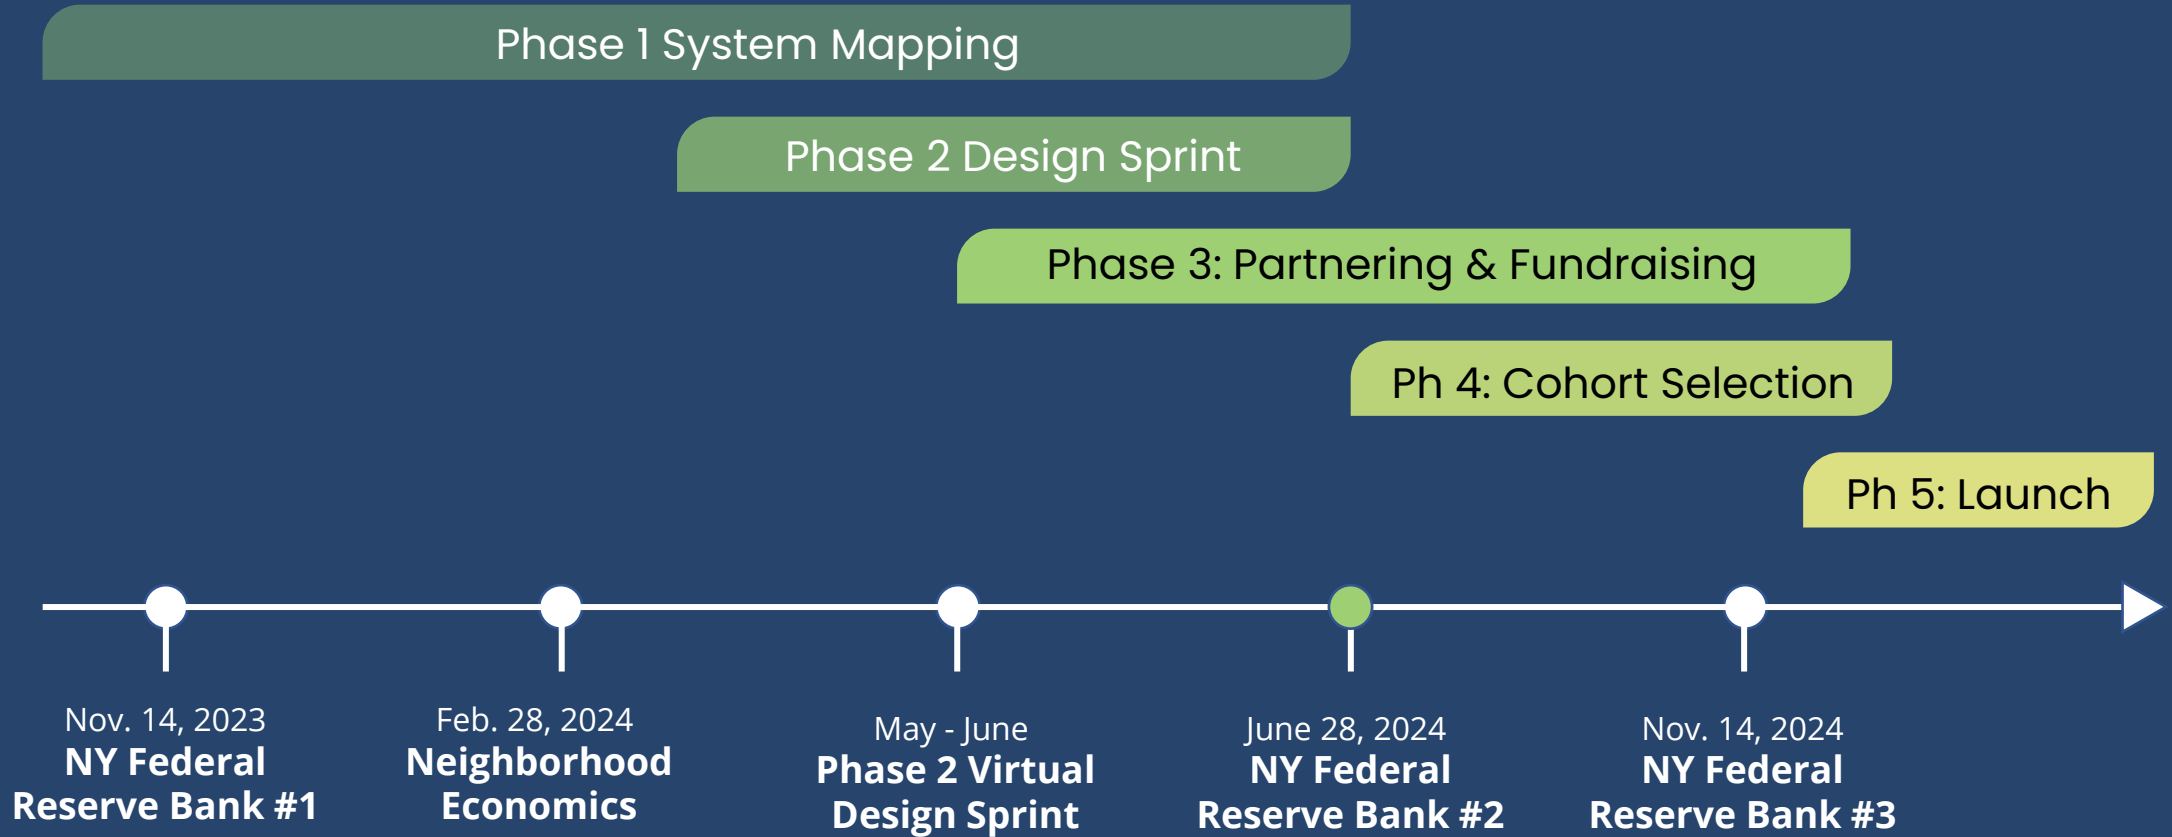 Phase 1 System Mapping
Phase 2 Design Sprint
Phase 3: Partnering & Fundraising
Ph 4: Cohort Selection
Ph 5: Launch
Nov. 14, 2023
NY Federal
Reserve Bank #1
Feb. 28, 2024
Neighborhood
Economics
May - June
Phase 2 Virtual
Design Sprint
June 28, 2024
NY Federal
Reserve Bank #2
Nov. 14, 2024
NY Federal
Reserve Bank #3